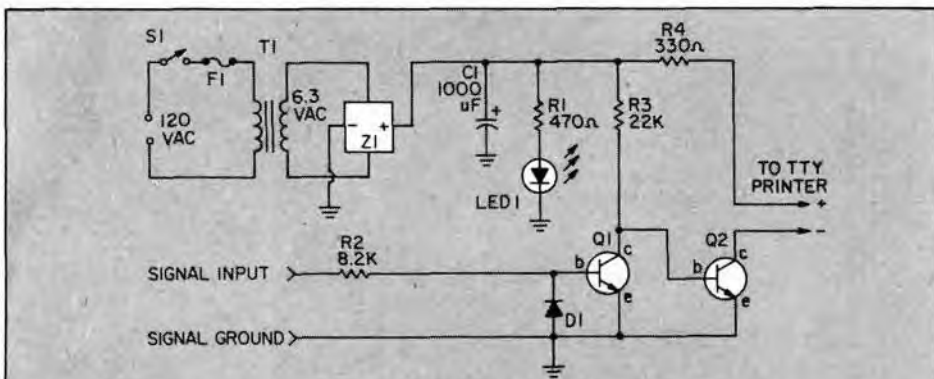 S1
F1
T1
120
VAC
6.3
VAC
- +
Z1
C1
1000
uF
+
R1
470Ω
LED1
R3
22K
R4
330Ω
TO TTY
PRINTER
+
-
R2
8.2K
SIGNAL INPUT
SIGNAL GROUND
D1
Q1
b
c
e
Q2
b
c
e